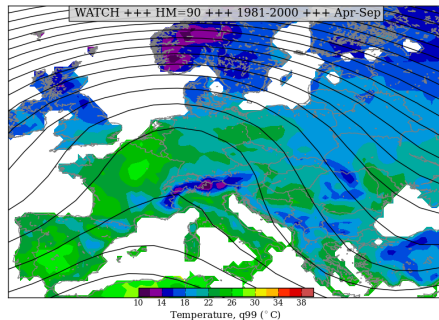 WATCH +++ HM=90 +++ 1981-2000 +++ Apr-Sep
10 14 18 22 26 30 34 38
Temperature, q99 (°C)